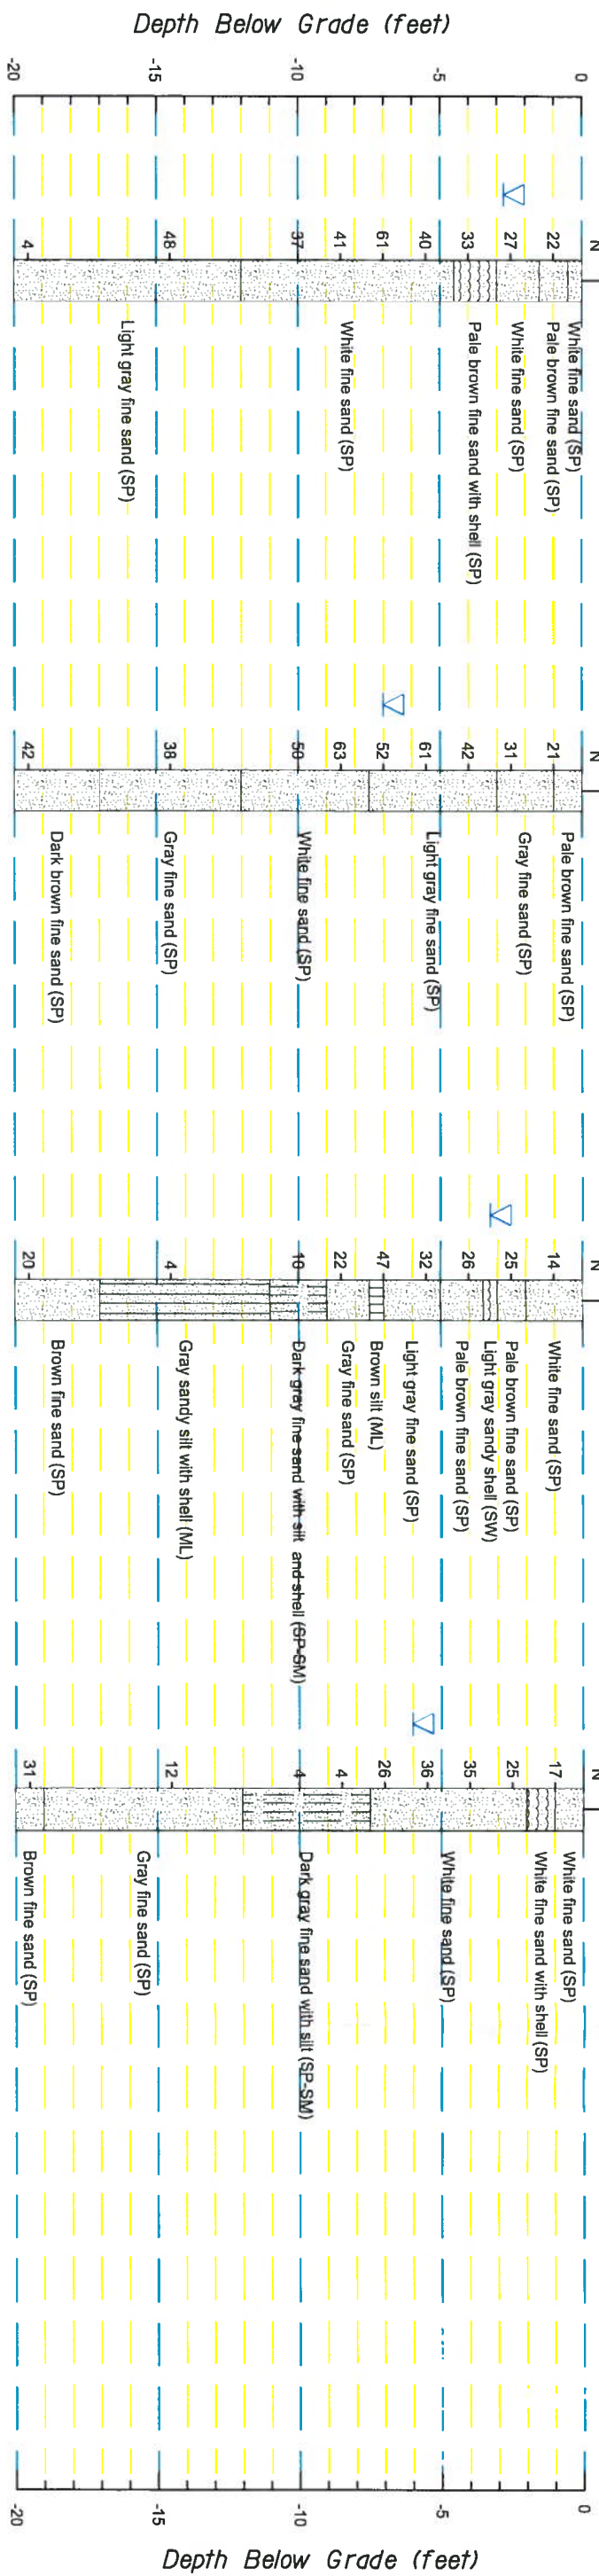 Depth Below Grade (feet)
0
-5
-10
-15
-20
N
22
27
33
40
61
41
37
48
4
White fine sand (SP)
Pale brown fine sand (SP)
White fine sand (SP)
Pale brown fine sand with shell (SP)
White fine sand (SP)
Light gray fine sand (SP)
N
21
31
42
61
52
63
50
38
42
Pale brown fine sand (SP)
Gray fine sand (SP)
Light gray fine sand (SP)
White fine sand (SP)
Gray fine sand (SP)
Dark brown fine sand (SP)
N
14
25
26
32
47
22
10
4
20
White fine sand (SP)
Pale brown fine sand (SP)
Light gray sandy shell (SW)
Pale brown fine sand (SP)
Light gray fine sand (SP)
Brown silt (ML)
Gray fine sand (SP)
Dark gray fine sand with silt and shell (SP-SM)
Gray sandy silt with shell (ML)
Brown fine sand (SP)
N
17
25
35
36
26
4
4
12
31
White fine sand (SP)
White fine sand with shell (SP)
White fine sand (SP)
Dark gray fine sand with silt (SP-SM)
Gray fine sand (SP)
Brown fine sand (SP)
0
-5
-10
-15
-20
Depth Below Grade (feet)